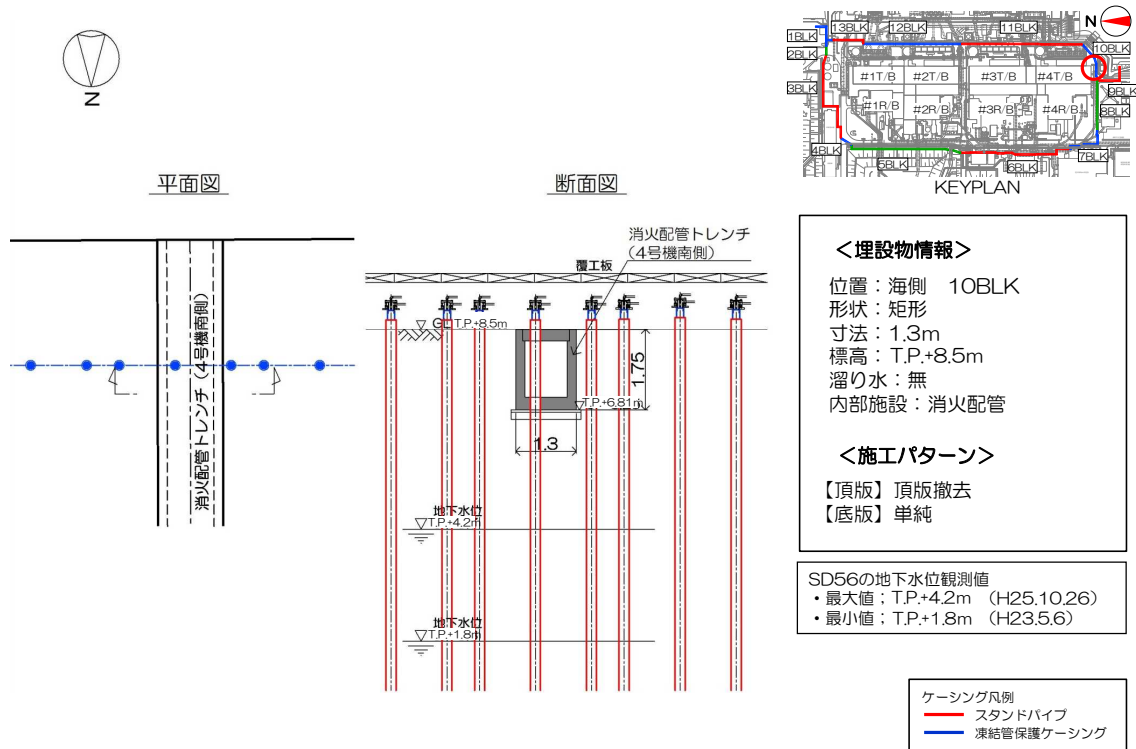 N
平面図
消火配管トレンチ(4号機南側)
断面図
消火配管トレンチ
(4号機南側)
覆工板
GL T.P.+8.5m
1.75
T.P.+6.81m
1.3
地下水位
T.P.+4.2m
地下水位
T.P.+1.8m
N
1BLK
2BLK
3BLK
4BLK
5BLK
6BLK
7BLK
8BLK
9BLK
10BLK
11BLK
12BLK
13BLK
#1T/B
#2T/B
#3T/B
#4T/B
#1R/B
#2R/B
#3R/B
#4R/B
KEYPLAN
<埋設物情報>
位置:海側 10BLK
形状:矩形
寸法:1.3m
標高:T.P.+8.5m
溜り水:無
内部施設:消火配管
<施工パターン>
【頂版】頂版撤去
【底版】単純
SD56の地下水位観測値
・最大値;T.P.+4.2m (H25.10.26)
・最小値;T.P.+1.8m (H23.5.6)
ケーシング凡例
スタンドパイプ
凍結管保護ケーシング